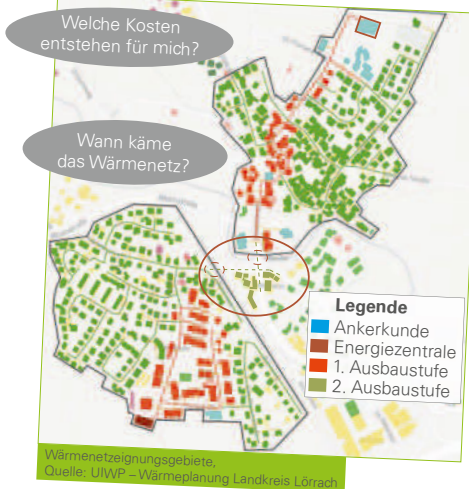 Welche Kosten
entstehen für mich?
Wann käme
das Wärmenetz?
Legende
Ankerkunde
Energiezentrale
1. Ausbaustufe
2. Ausbaustufe
Wärmenetzeignungsgebiete,
Quelle: UIWP – Wärmeplanung Landkreis Lörrach